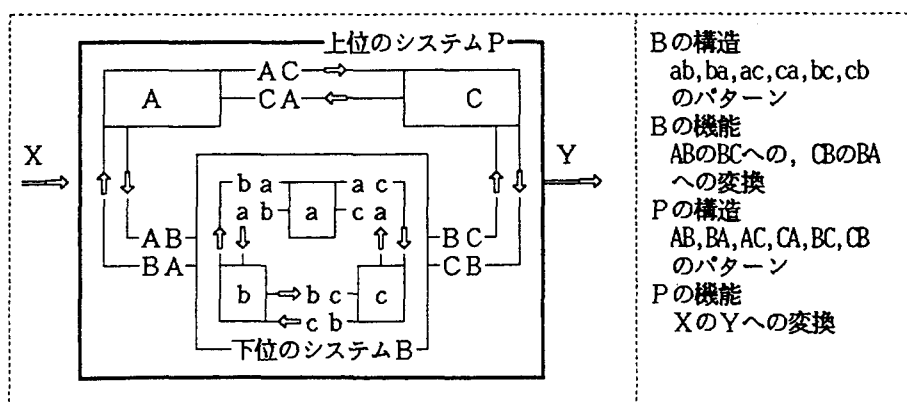 上位のシステムP
AC
CA
A
C
X
Y
ba
ac
ab
a
ca
AB
BC
BA
CB
b
bc
c
cb
下位のシステムB
Bの構造
ab,ba,ac,ca,bc,cb
のパターン
Bの機能
ABのBCへの, CBのBA
への変換
Pの構造
AB,BA,AC,CA,BC,CB
のパターン
Pの機能
XのYへの変換